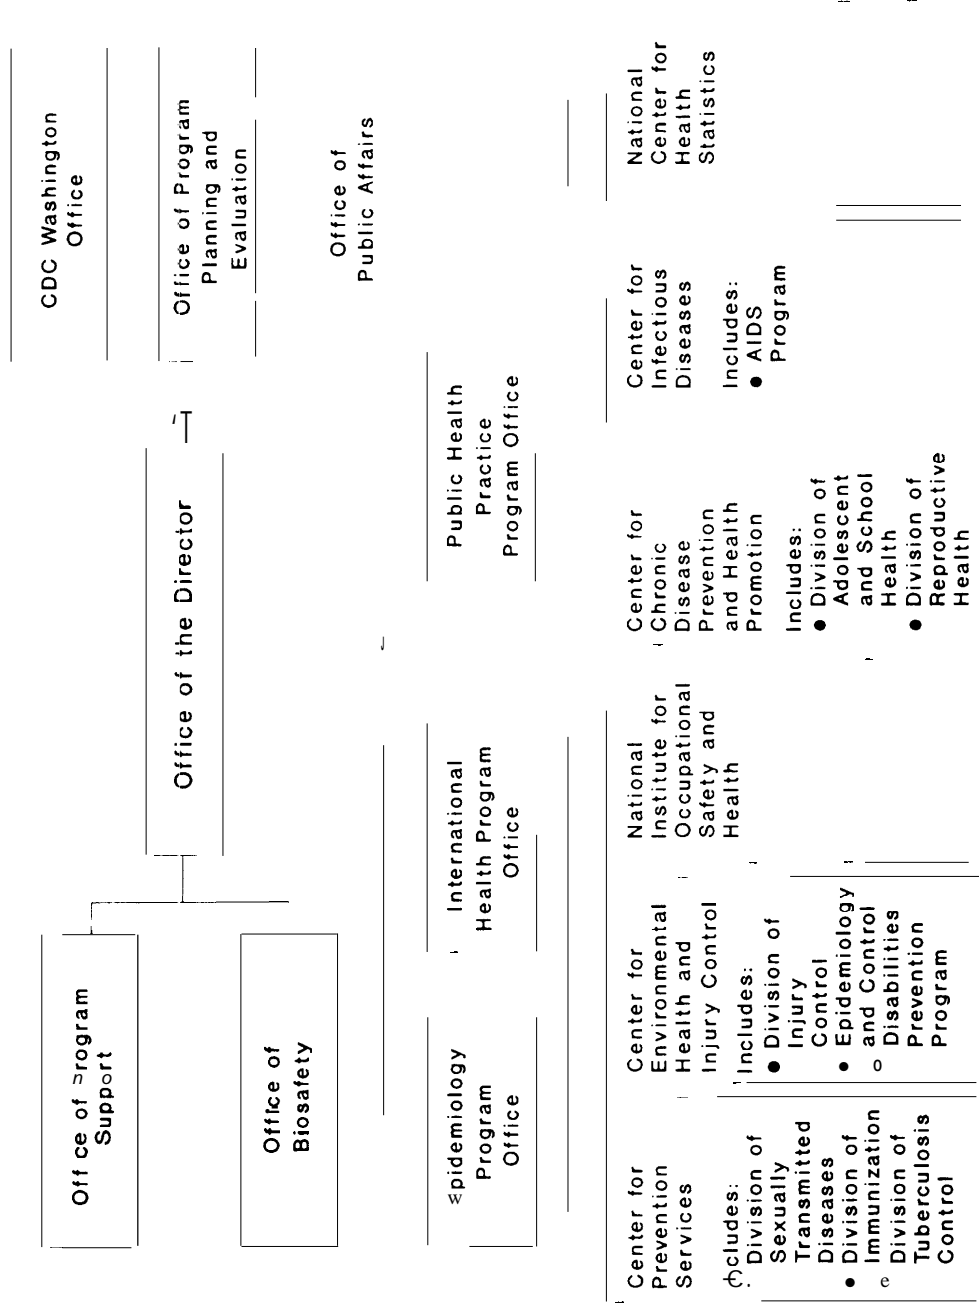 CDC Washington
Office
Office of Program
Planning and
Evaluation
Office of
Public Affairs
Office of the Director
Office of Program
Support
Office of
Biosafety
Epidemiology
Program
Office
International
Health Program
Office
Public Health
Practice
Program Office
Center for
Prevention
Services
Includes:
• Division of
Sexually
Transmitted
Diseases
• Division of
Immunization
• Division of
Tuberculosis
Control
Center for
Environmental
Health and
Injury Control
Includes:
• Division of
Injury
Control
• Epidemiology
and Control
o Disabilities
Prevention
Program
National
Institute for
Occupational
Safety and
Health
Center for
Chronic
Disease
Prevention
and Health
Promotion
Includes:
• Division of
Adolescent
and School
Health
• Division of
Reproductive
Health
Center for
Infectious
Diseases
Includes:
• AIDS
Program
National
Center for
Health
Statistics